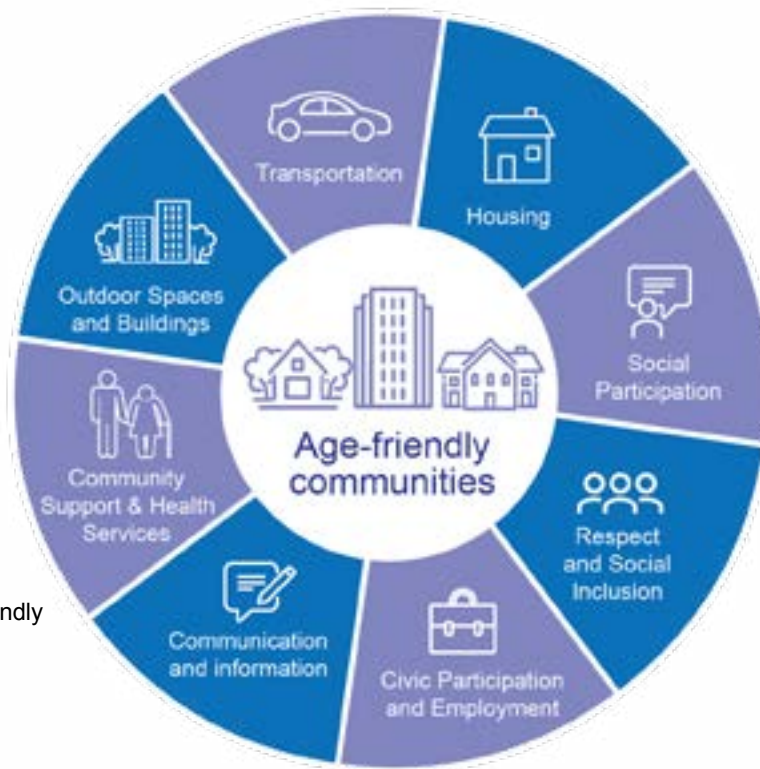 Transportation
Housing
Social
Participation
Respect
and Social
Inclusion
Civic Participation
and Employment
Communication
and information
Community
Support & Health
Services
Outdoor Spaces
and Buildings
Age-friendly
communities
ndly